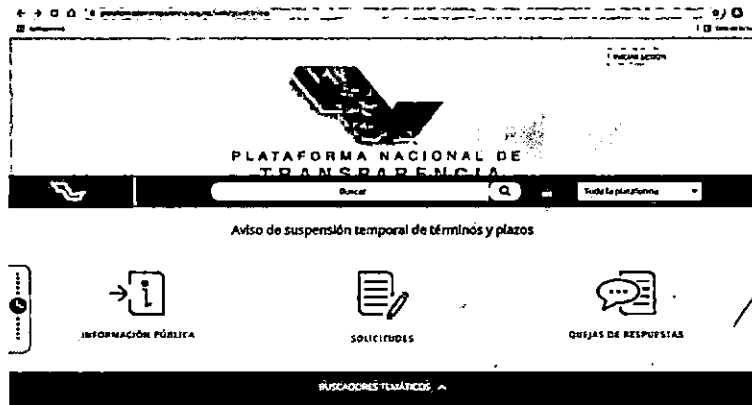 INICIAR SESIÓN
PLATAFORMA NACIONAL DE
TRANSPARENCIA
Buscar
Toda la plataforma
Aviso de suspensión temporal de términos y plazos
INFORMACIÓN PÚBLICA
SOLICITUDES
QUEJAS DE RESPUESTAS
BUSCADORES TEMÁTICOS